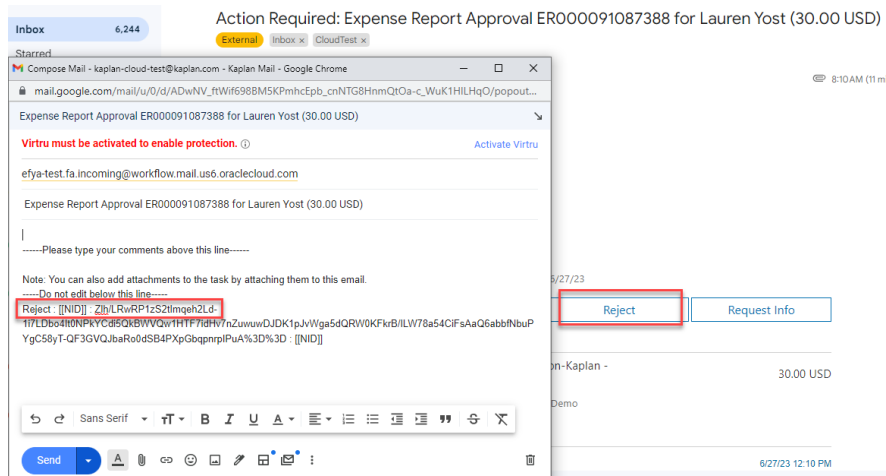 Action Required: Expense Report Approval ER000091087388 for Lauren Yost (30.00 USD)
External Inbox x CloudTest x
Inbox 6,244
Starred
8:10 AM (11 m
Compose Mail - kaplan-cloud-test@kaplan.com - Kaplan Mail - Google Chrome
mail.google.com/mail/u/0/d/ADwNV_ftWif698BM5KPmhcEpb_cnNTG8HnmQtOa-c_WuK1HILHqO/popout...
Expense Report Approval ER000091087388 for Lauren Yost (30.00 USD)
Virtru must be activated to enable protection.
Activate Virtru
efya-test.fa.incoming@workflow.mail.us6.oraclecloud.com
Expense Report Approval ER000091087388 for Lauren Yost (30.00 USD)
------Please type your comments above this line------
Note: You can also add attachments to the task by attaching them to this email.
-----Do not edit below this line-----
Reject : [[NID]] : Zlh/LRwRP1zS2tlmqeh2Ld-
1i7LDbo4It0NPkYCdi5QkBWVQw1HTF7idHv7nZuwuwDJDK1pJvWga5dQRW0KFkrB/ILW78a54CiFsAaQ6abbfNbuP
YgC58yT-QF3GVQJbaRo0dSB4PXpGbqpnrpIPuA%3D%3D : [[NID]]
Sans Serif
Send
6/27/23
Reject
Request Info
on-Kaplan -
30.00 USD
Demo
6/27/23 12:10 PM